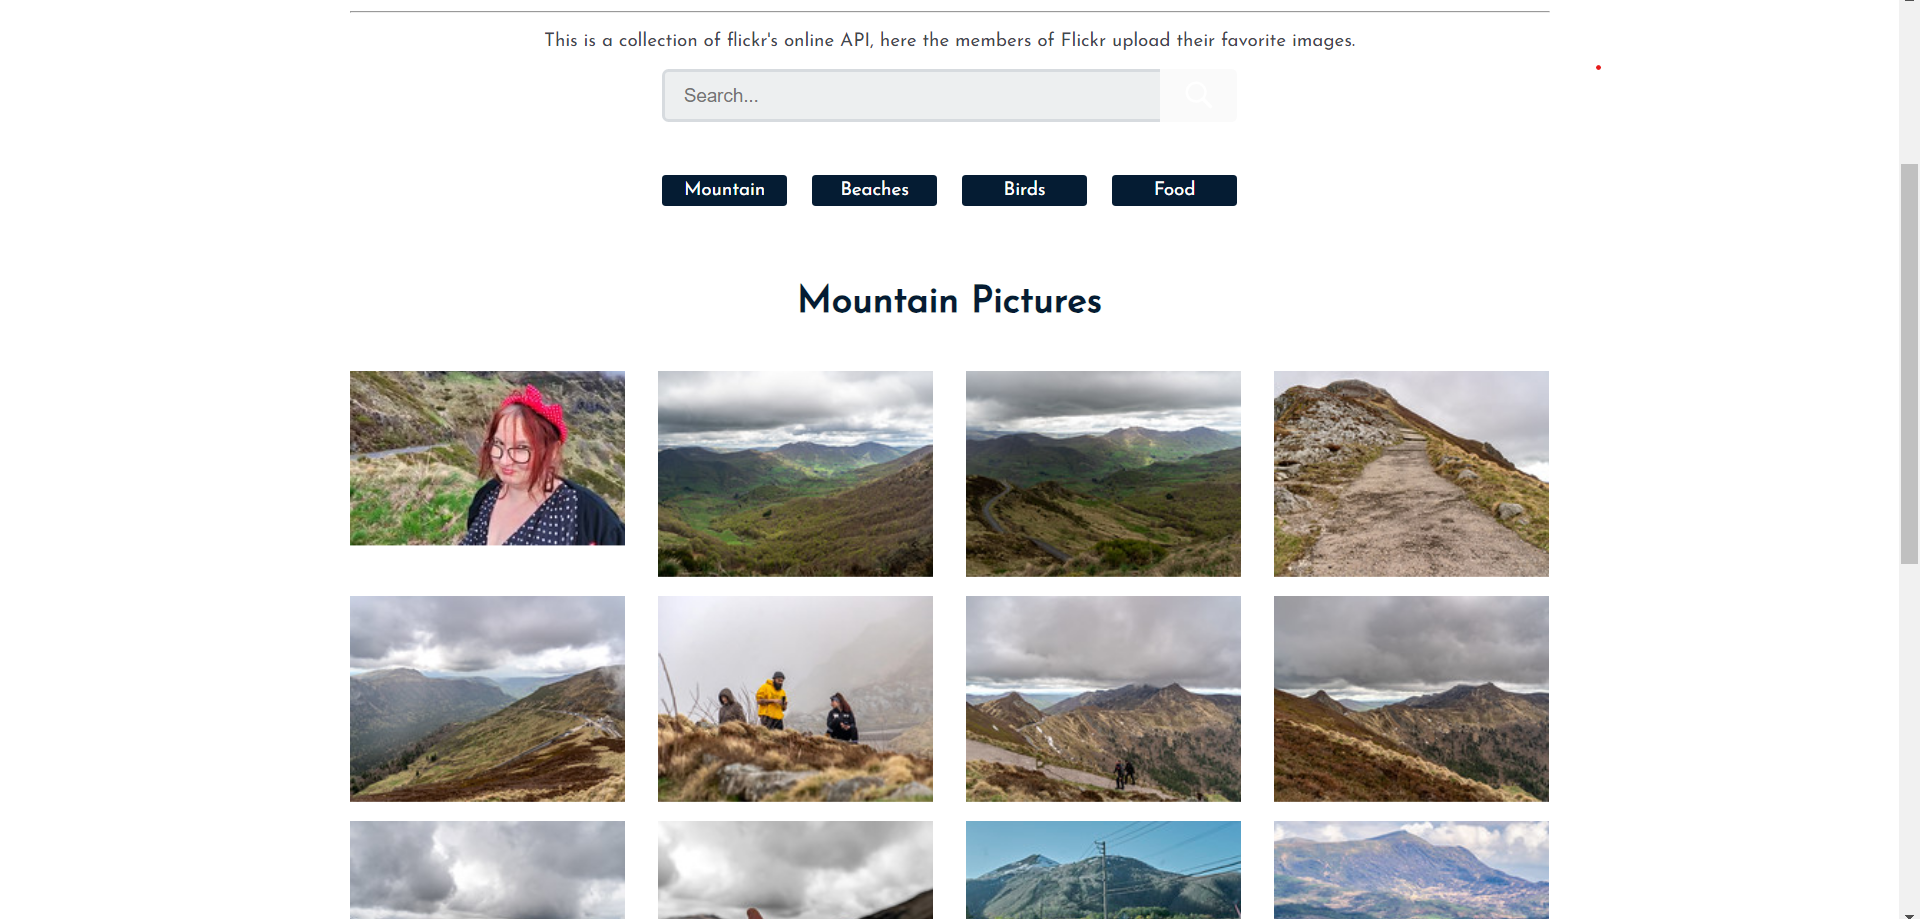 This is a collection of flickr's online API, here the members of Flickr upload their favorite images.
Search...
Mountain
Beaches
Birds
Food
Mountain Pictures